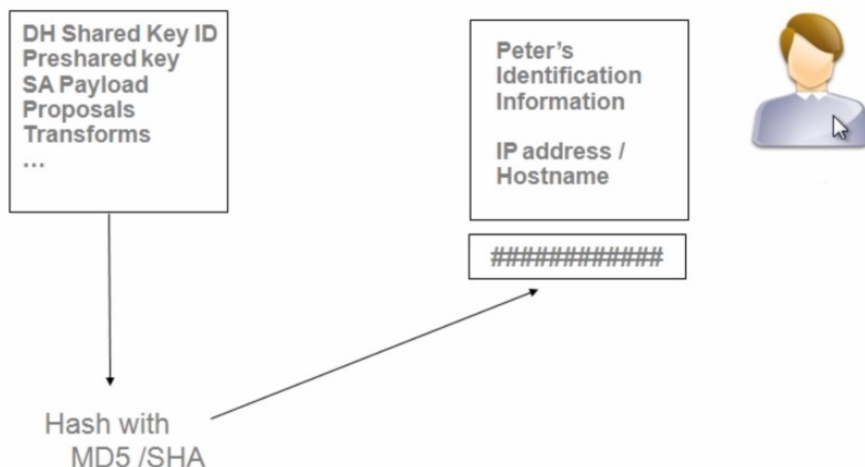 DH Shared Key ID
Preshared key
SA Payload
Proposals
Transforms
...
Peter's
Identification
Information
IP address /
Hostname
############
Hash with
MD5 /SHA